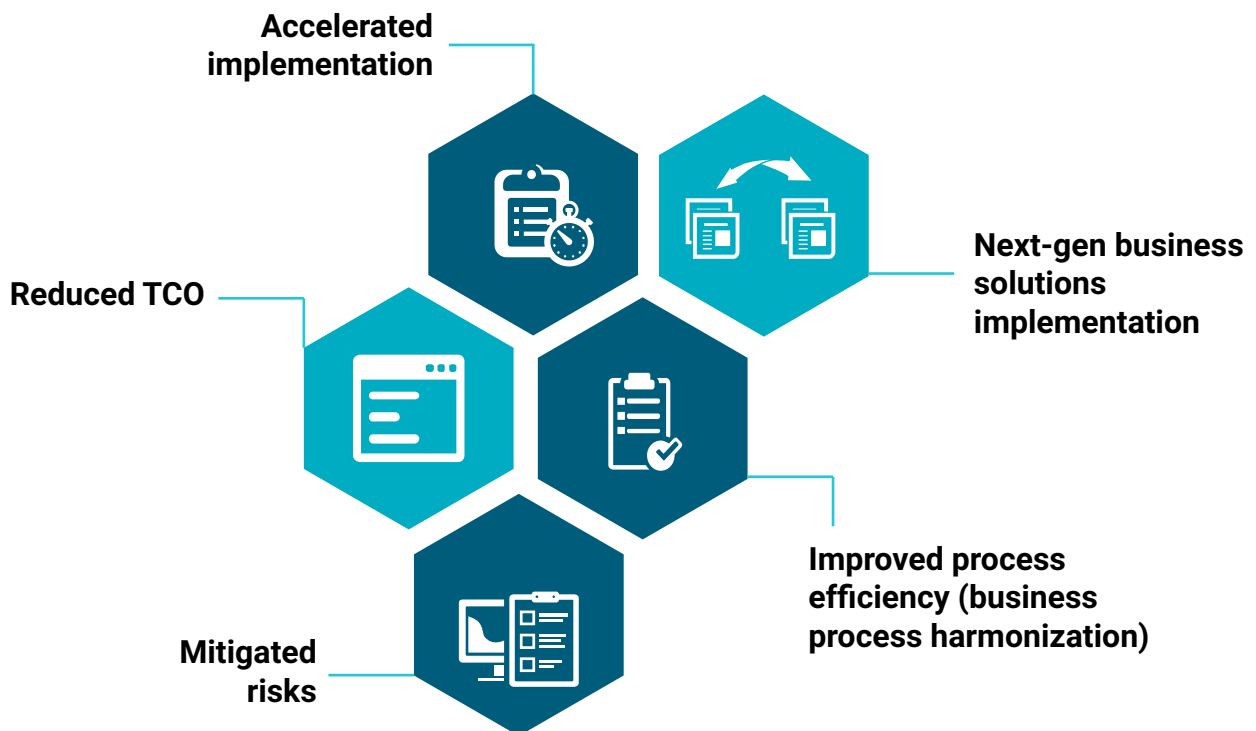 Accelerated
implementation
Next-gen business
solutions
implementation
Reduced TCO
Improved process
efficiency (business
process harmonization)
Mitigated
risks